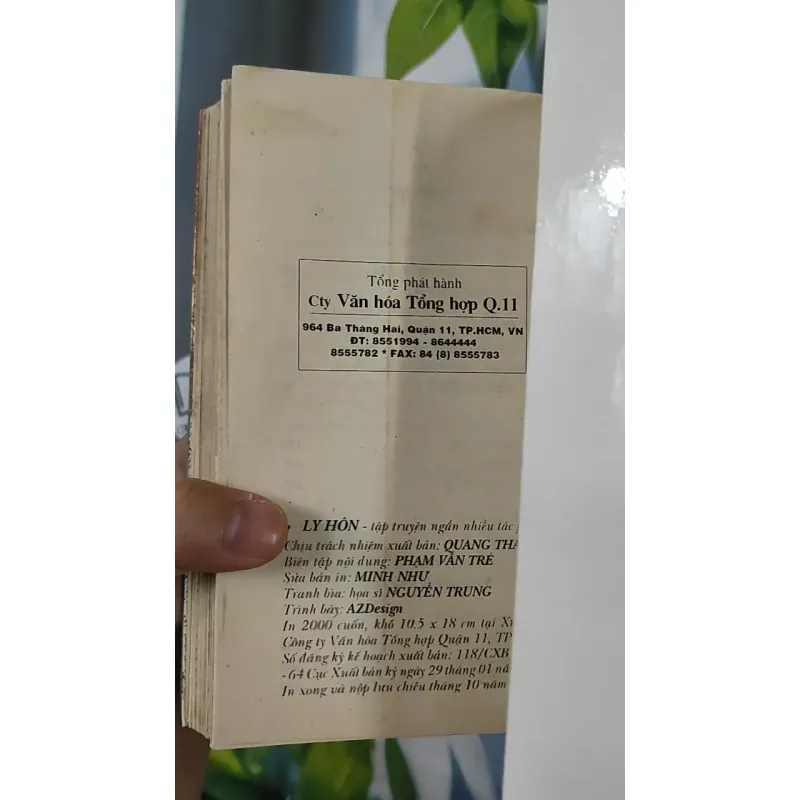 Tổng phát hành
Cty Văn hóa Tổng hợp Q.11
964 Ba Tháng Hai, Quận 11, TP.HCM, VN
ĐT: 8551994 - 8644444
8555782 * FAX: 84 (8) 8555783
LY HÔN - tập truyện ngắn nhiều tác
Chịu trách nhiệm xuất bản: QUANG
Biên tập nội dung: PHẠM VĂN TRÊ
Sửa bản in: MINH NHƯ
Tranh bìa: họa sĩ NGUYỄN TRUNG
Trình bày: AZDesign
In 2000 cuốn, khổ 10.5 x 18 cm tại
Công ty Văn hóa Tổng hợp Quận 11, TP
Số đăng ký kế hoạch xuất bản: 118/CXB
-64 Cục Xuất bản ký ngày 29 tháng 01
In xong và nộp lưu chiểu tháng 10 năm